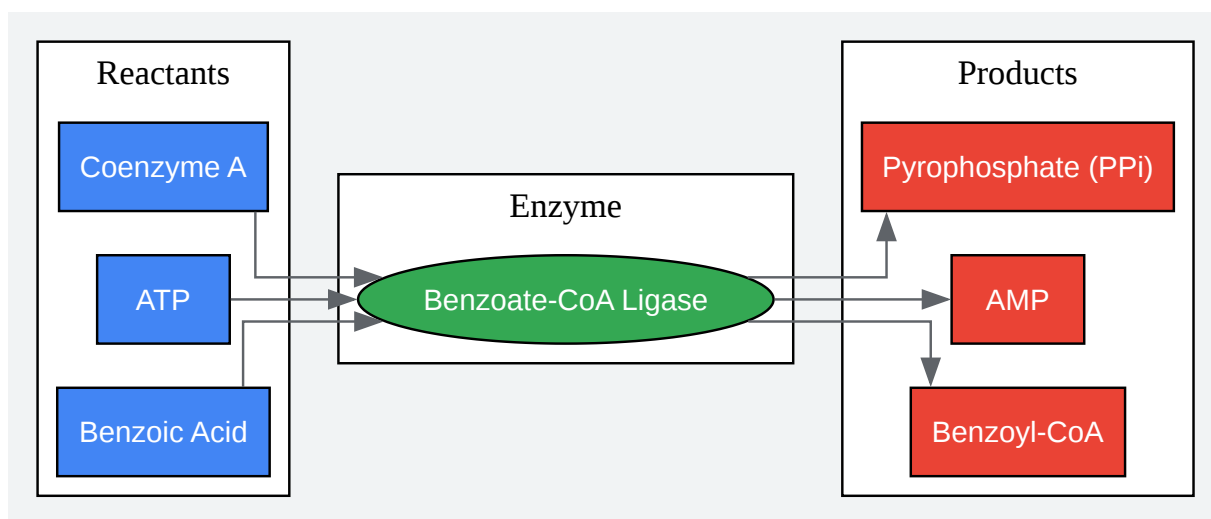 Reactants
Coenzyme A
ATP
Benzoic Acid
Enzyme
Benzoate-CoA Ligase
Products
Pyrophosphate (PPi)
AMP
Benzoyl-CoA